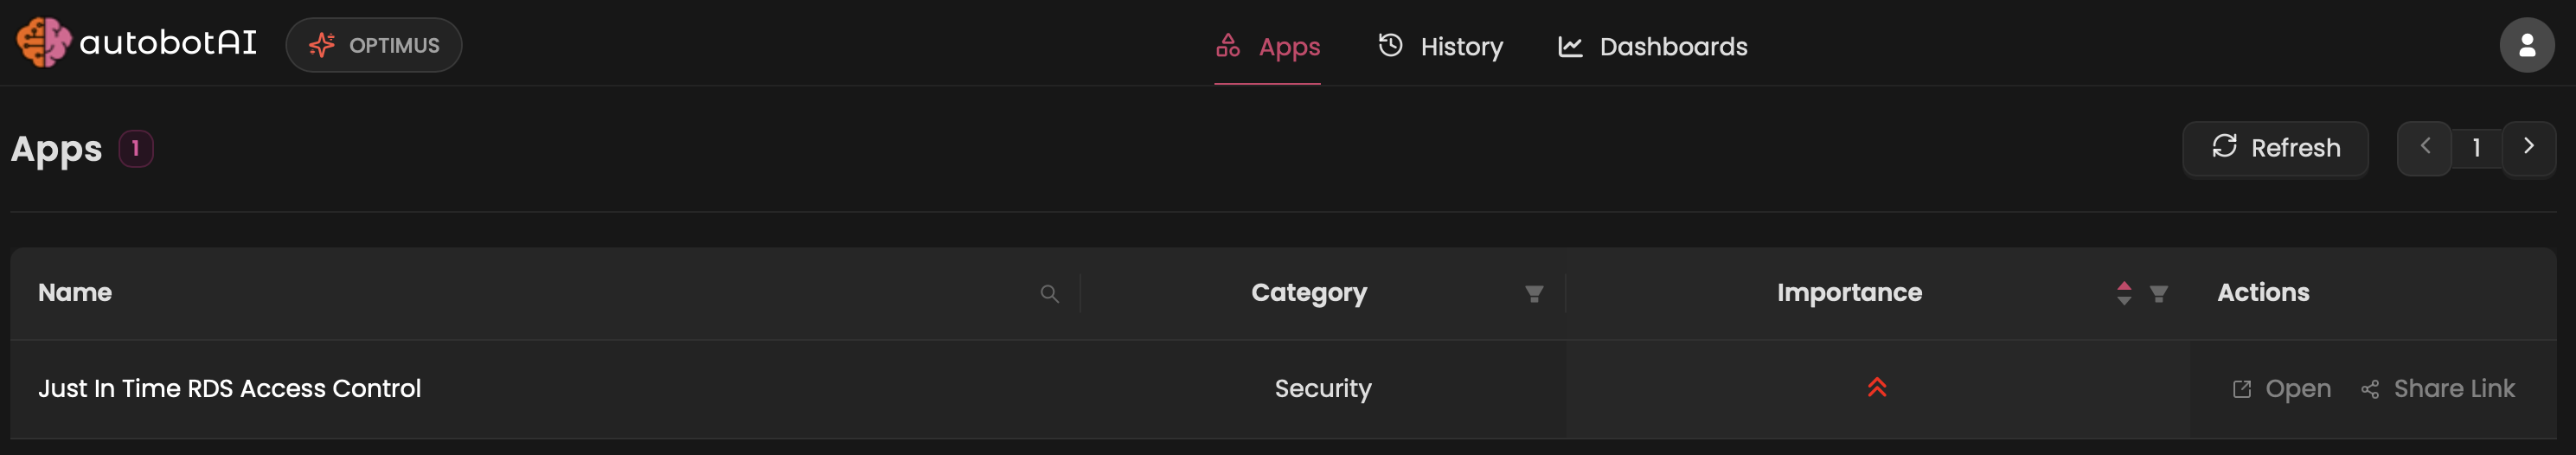 autobotAI OPTIMUS Apps History Dashboards
Apps 1 Refresh 1
Name Category Importance Actions
Just In Time RDS Access Control Security Open Share Link